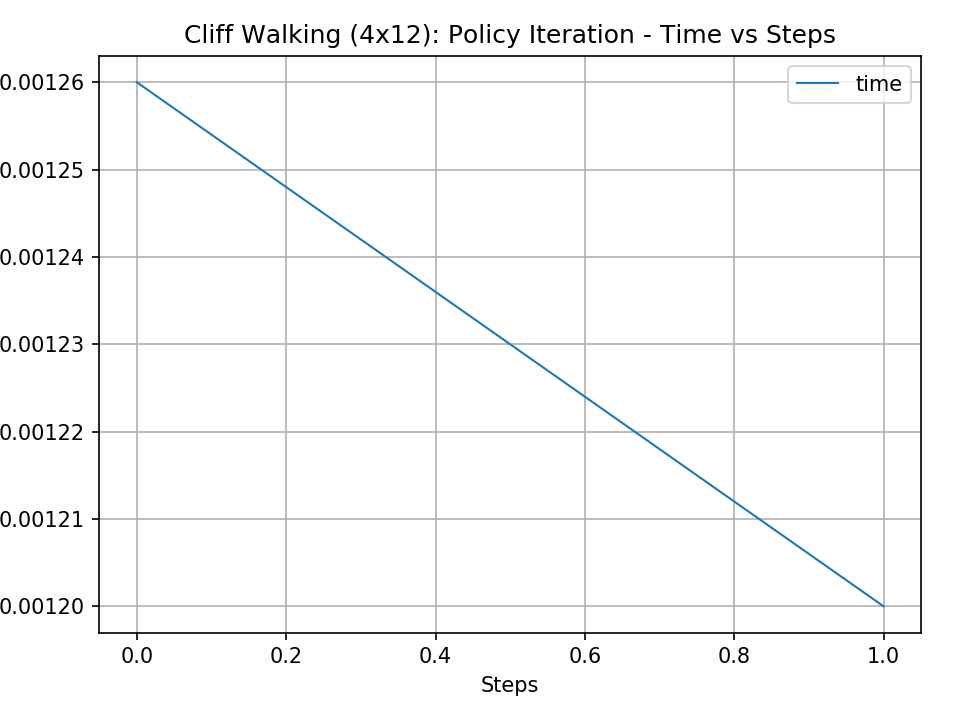 Cliff Walking (4x12): Policy Iteration - Time vs Steps
time
0.00126
0.00125
0.00124
0.00123
0.00122
0.00121
0.00120
0.0 0.2 0.4 0.6 0.8 1.0
Steps